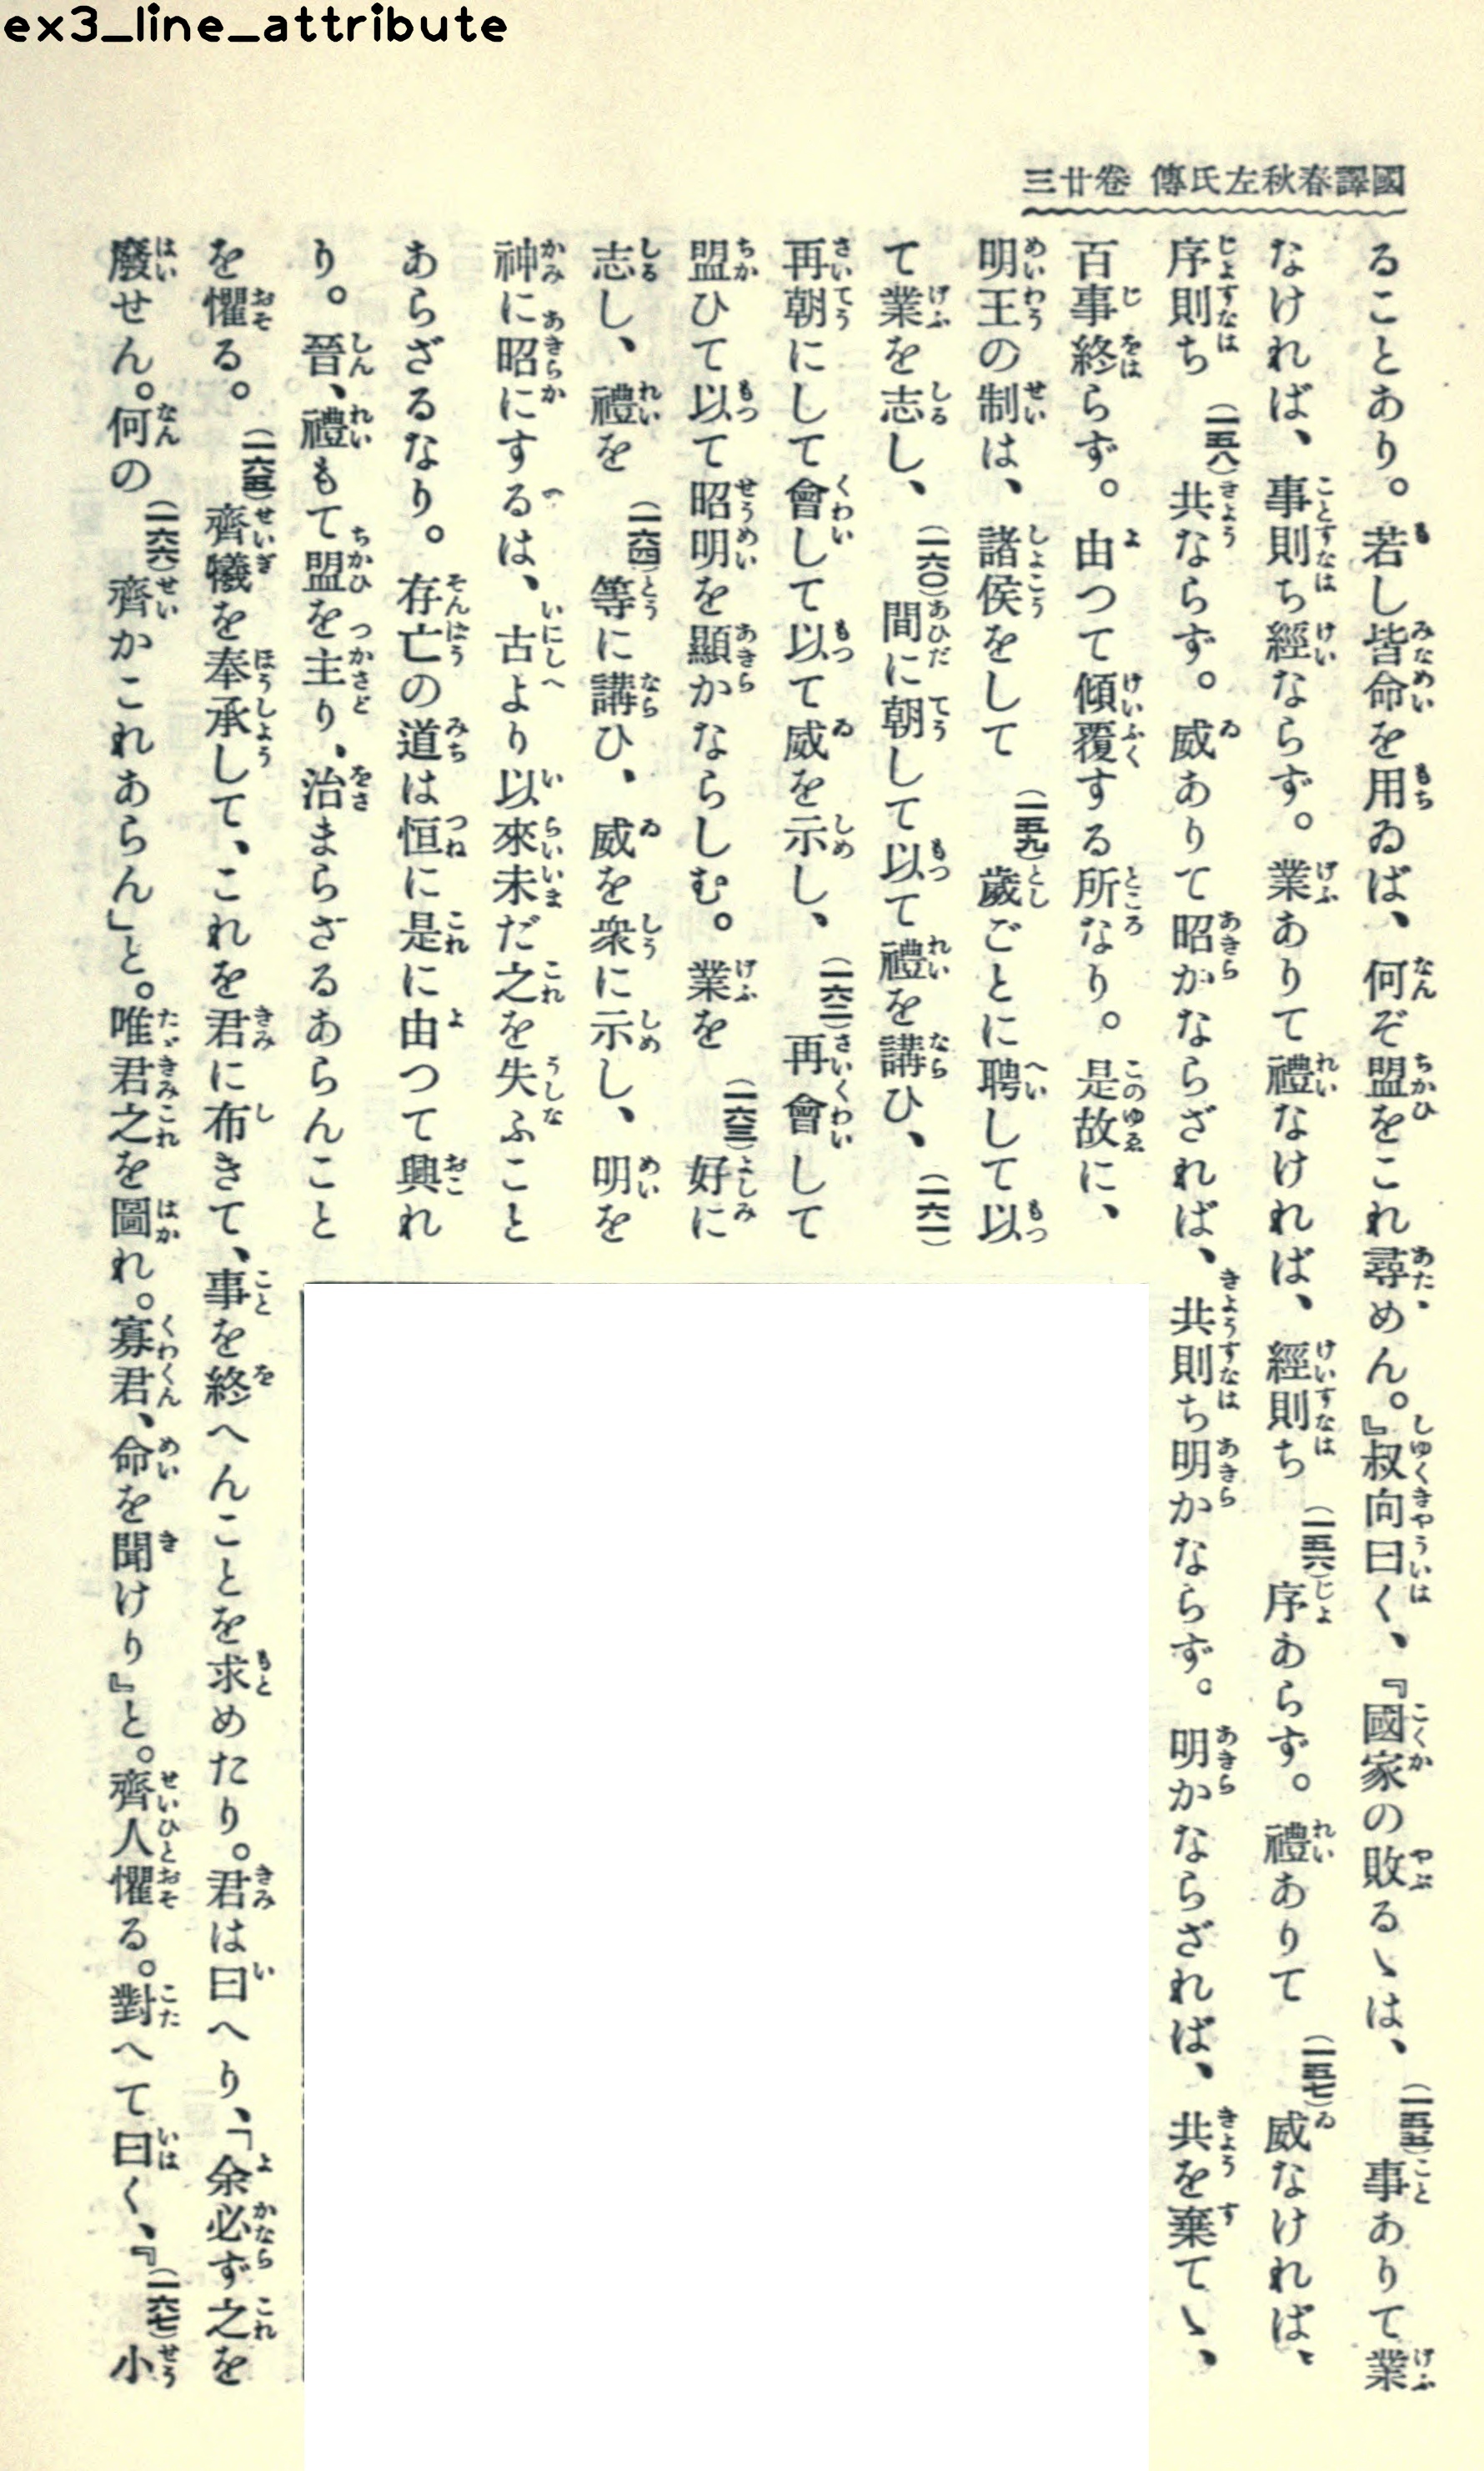 ex3_line_attribute
國譯春秋左氏傳 卷廿三
ることあり。若し皆命を用ゐば、何ぞ盟をこれ尋めん。』叔向曰く、『國家の敗るゝは、(一五五)事ありて業
なければ、事則ち經ならず。業ありて禮なければ、經則ち(一五六)序あらず。禮ありて(一五七)威なければ、
序則ち(一五八)共ならず。威ありて昭かならざれば、共則ち明かならず。明かならざれば、共を棄てゝ、
百事終らず。由つて傾覆する所なり。是故に、
明王の制は、諸侯をして(一五九)歲ごとに聘して以
て業を志し、(一六〇)間に朝して以て禮を講ひ、(一六一)
再朝にして會して以て威を示し、(一六二)再會して
盟ひて以て昭明を顯かならしむ。業を(一六三)好に
志し、禮を(一六四)等に講ひ、威を衆に示し、明を
神に昭にするは、古より以來未だ之を失ふこと
あらざるなり。存亡の道は恒に是に由つて興れ
り。晉、禮もて盟を主り、治まらざるあらんこと
を懼る。(一六五)齊犧を奉承して、これを君に布きて、事を終へんことを求めたり。君は曰へり、「余必ず之を
廢せん。何の(一六六)齊かこれあらん」と。唯君之を圖れ。寡君、命を聞けり』と。齊人懼る。對へて曰く、『(一六七)小